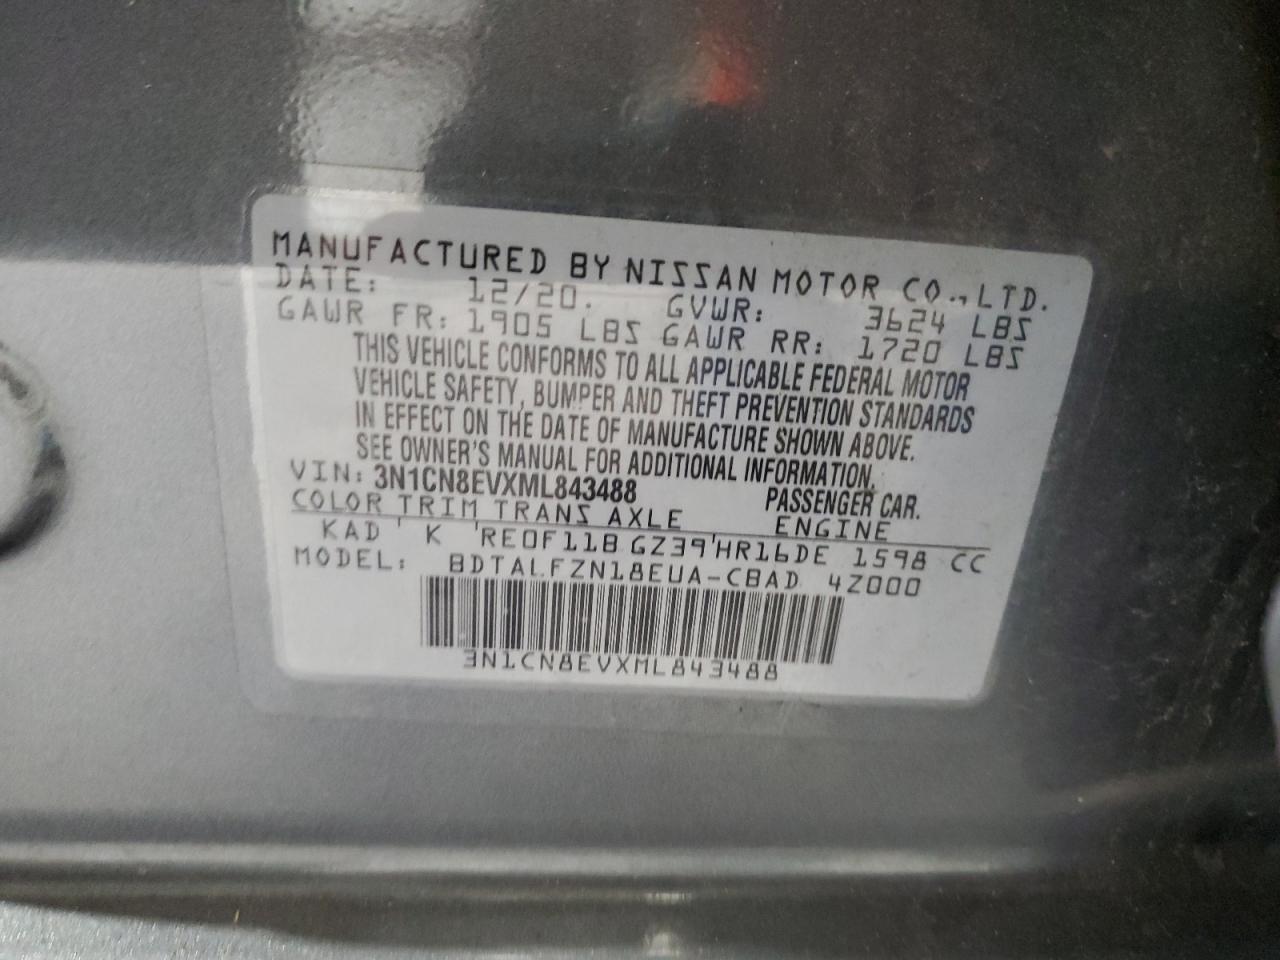 MANUFACTURED BY NISSAN MOTOR CO.,LTD.
DATE: 12/20. GVWR: 3624 LBS
GAWR FR: 1905 LBS GAWR RR: 1720 LBS
THIS VEHICLE CONFORMS TO ALL APPLICABLE FEDERAL MOTOR
VEHICLE SAFETY, BUMPER AND THEFT PREVENTION STANDARDS
IN EFFECT ON THE DATE OF MANUFACTURE SHOWN ABOVE.
SEE OWNER'S MANUAL FOR ADDITIONAL INFORMATION.
VIN: 3N1CN8EVXML843488 PASSENGER CAR.
COLOR TRIM TRANS AXLE ENGINE
KAD ' K 'RE0F11B GZ39'HR16DE 1598 CC
MODEL: BDTALFZN18EUA-CBAD 4Z000
3N1CN8EVXML843488